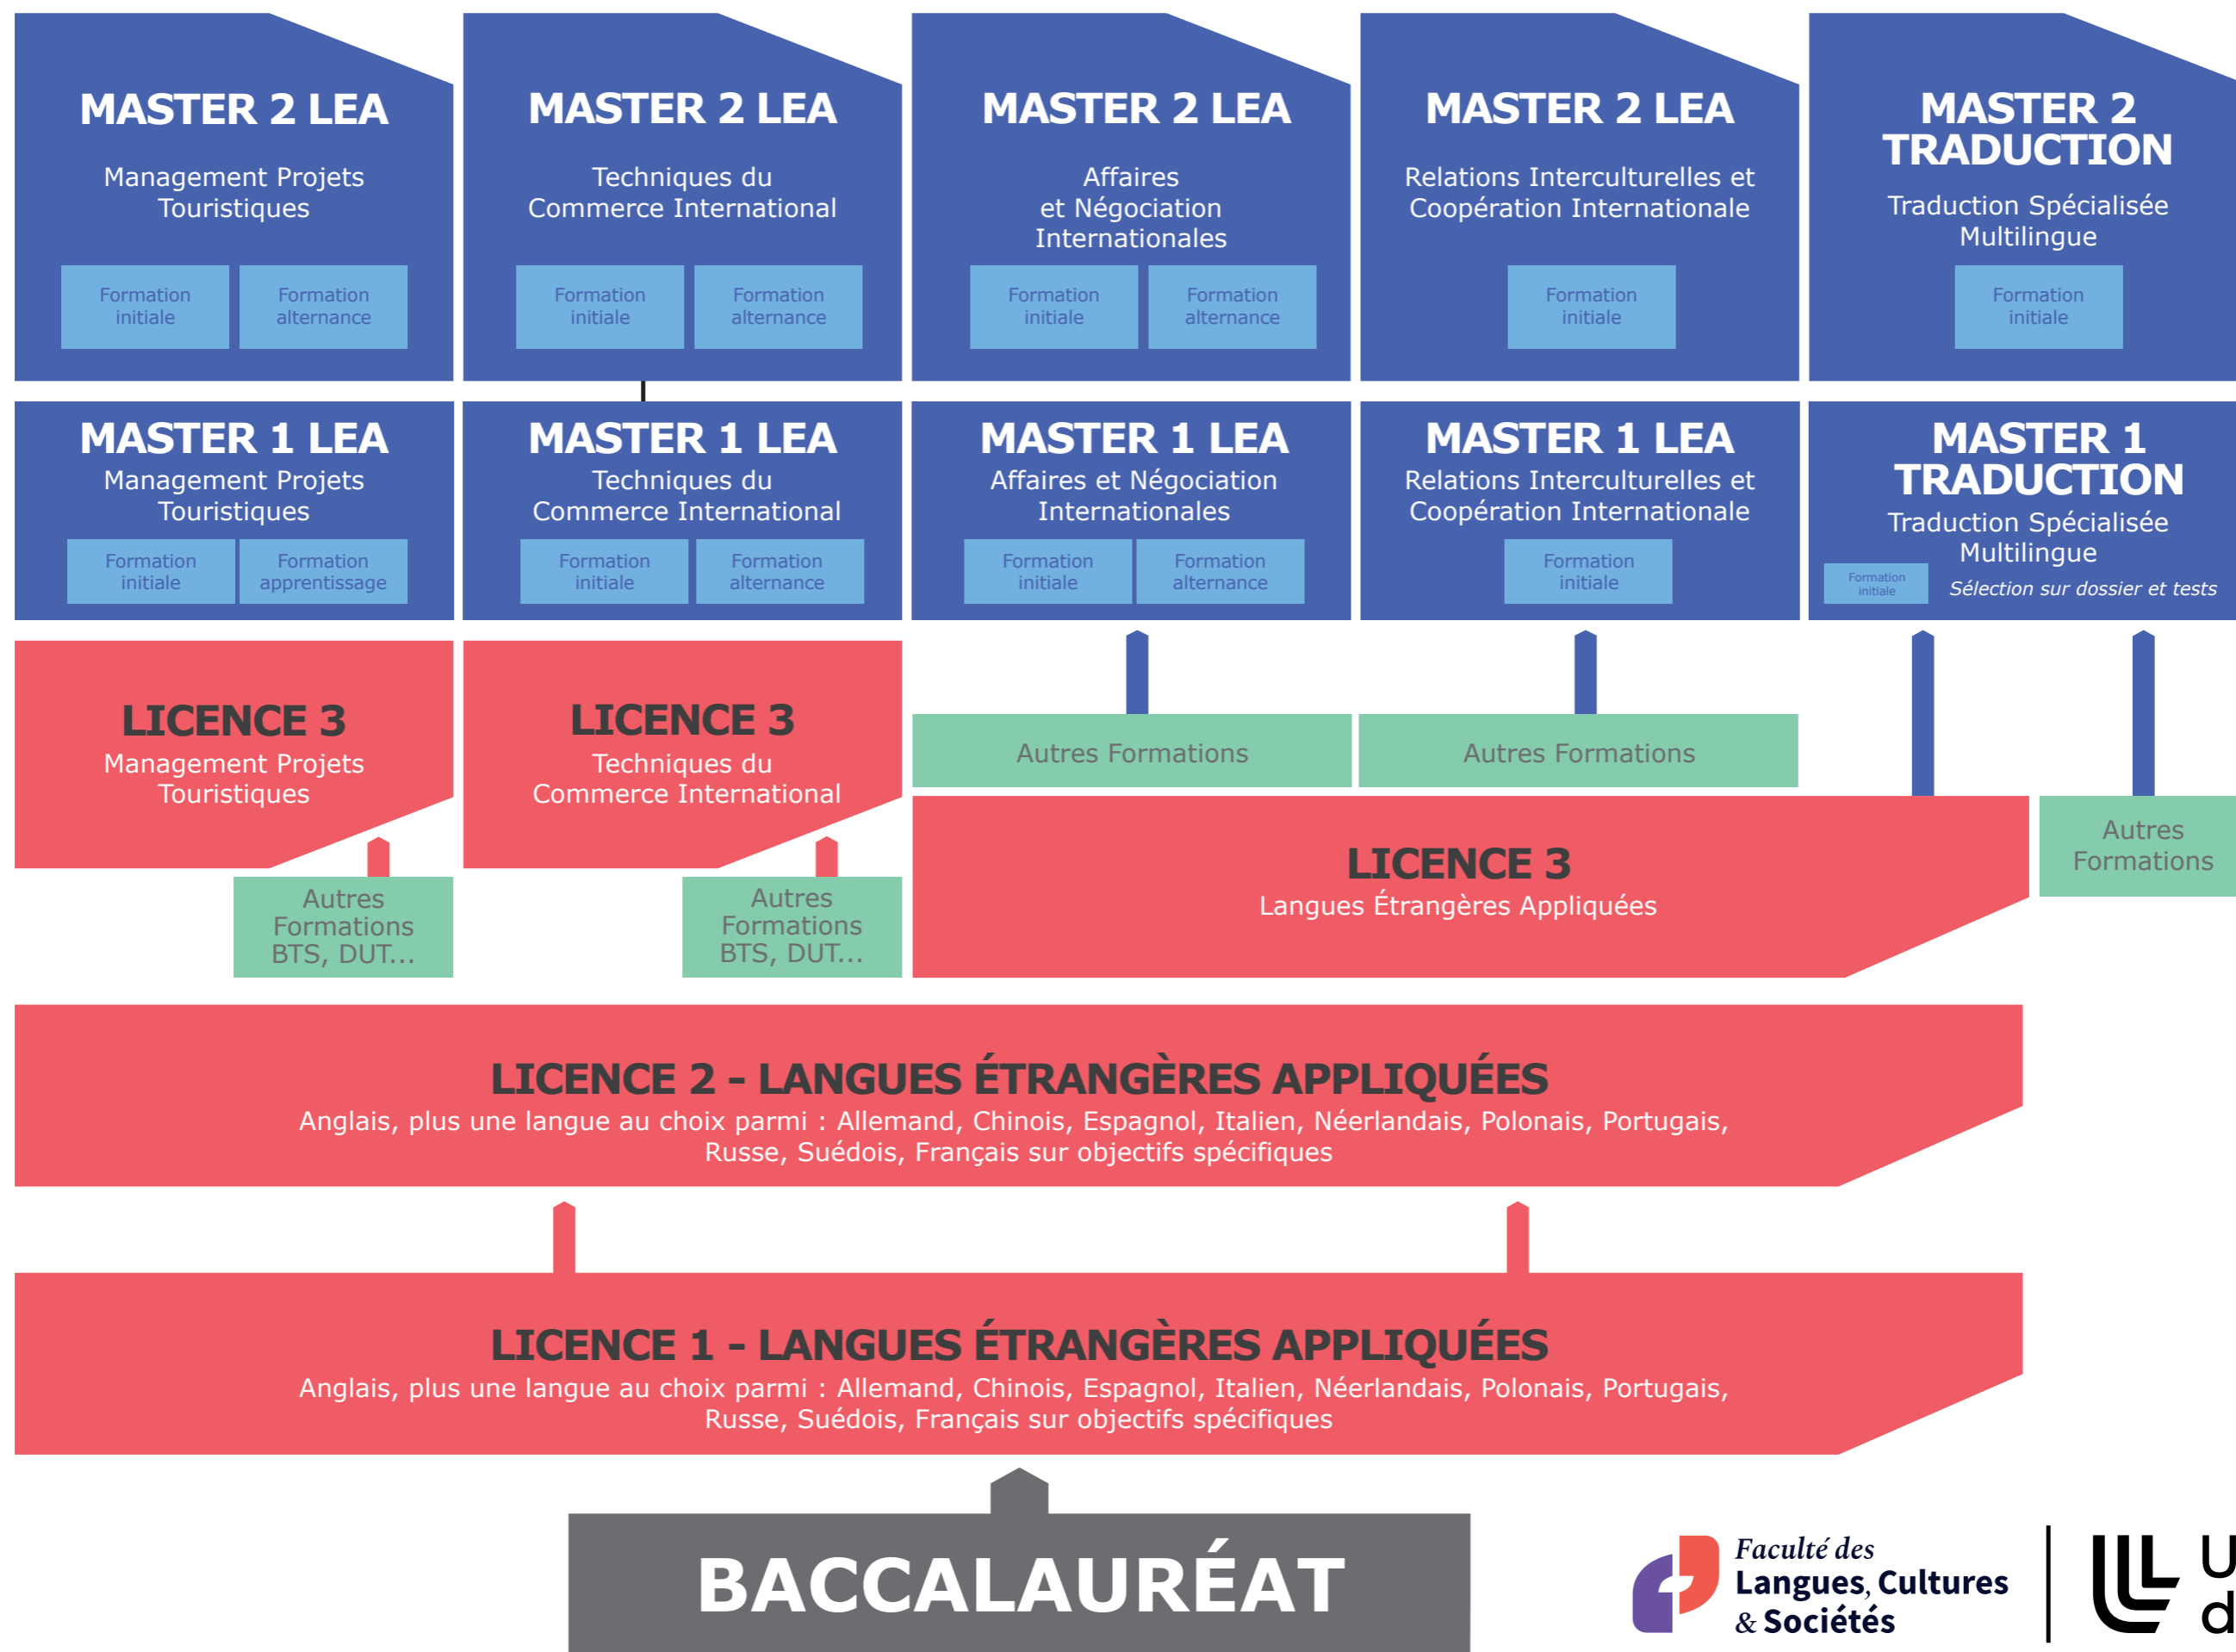 MASTER 2 LEA
Management Projets
Touristiques
Formation
initiale
Formation
alternance
MASTER 2 LEA
Techniques du
Commerce International
Formation
initiale
Formation
alternance
MASTER 2 LEA
Affaires
et Négociation
Internationales
Formation
initiale
Formation
alternance
MASTER 2 LEA
Relations Interculturelles et
Coopération Internationale
Formation
initiale
MASTER 2
TRADUCTION
Traduction Spécialisée
Multilingue
Formation
initiale
MASTER 1 LEA
Management Projets
Touristiques
Formation
initiale
Formation
apprentissage
MASTER 1 LEA
Techniques du
Commerce International
Formation
initiale
Formation
alternance
MASTER 1 LEA
Affaires et Négociation
Internationales
Formation
initiale
Formation
alternance
MASTER 1 LEA
Relations Interculturelles et
Coopération Internationale
Formation
initiale
MASTER 1
TRADUCTION
Traduction Spécialisée
Multilingue
Formation
initiale
Sélection sur dossier et tests
LICENCE 3
Management Projets
Touristiques
LICENCE 3
Techniques du
Commerce International
Autres Formations
Autres Formations
Autres
Formations
LICENCE 3
Langues Étrangères Appliquées
Autres
Formations
BTS, DUT...
Autres
Formations
BTS, DUT...
LICENCE 2 - LANGUES ÉTRANGÈRES APPLIQUÉES
Anglais, plus une langue au choix parmi : Allemand, Chinois, Espagnol, Italien, Néerlandais, Polonais, Portugais,
Russe, Suédois, Français sur objectifs spécifiques
LICENCE 1 - LANGUES ÉTRANGÈRES APPLIQUÉES
Anglais, plus une langue au choix parmi : Allemand, Chinois, Espagnol, Italien, Néerlandais, Polonais, Portugais,
Russe, Suédois, Français sur objectifs spécifiques
BACCALAURÉAT
Faculté des
Langues, Cultures
& Sociétés